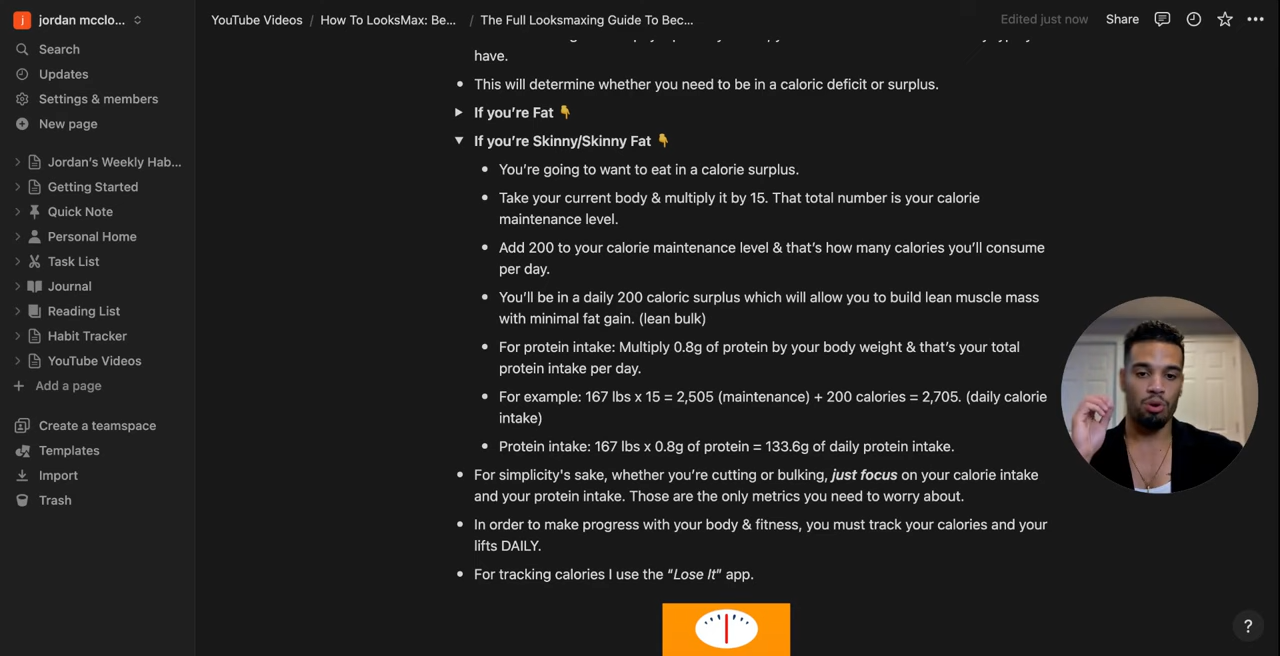 jordan mcclo...
YouTube Videos / How To LooksMax: Be... / The Full Looksmaxing Guide To Bec...
Edited just now
Share
Search
Updates
Settings & members
New page
Jordan's Weekly Hab...
Getting Started
Quick Note
Personal Home
Task List
Journal
Reading List
Habit Tracker
YouTube Videos
Add a page
Create a teamspace
Templates
Import
Trash
have.
This will determine whether you need to be in a caloric deficit or surplus.
If you're Fat 👇
If you're Skinny/Skinny Fat 👇
You're going to want to eat in a calorie surplus.
Take your current body & multiply it by 15. That total number is your calorie
maintenance level.
Add 200 to your calorie maintenance level & that's how many calories you'll consume
per day.
You'll be in a daily 200 caloric surplus which will allow you to build lean muscle mass
with minimal fat gain. (lean bulk)
For protein intake: Multiply 0.8g of protein by your body weight & that's your total
protein intake per day.
For example: 167 lbs x 15 = 2,505 (maintenance) + 200 calories = 2,705. (daily calorie
intake)
Protein intake: 167 lbs x 0.8g of protein = 133.6g of daily protein intake.
For simplicity's sake, whether you're cutting or bulking, just focus on your calorie intake
and your protein intake. Those are the only metrics you need to worry about.
In order to make progress with your body & fitness, you must track your calories and your
lifts DAILY.
For tracking calories I use the "Lose It" app.
?